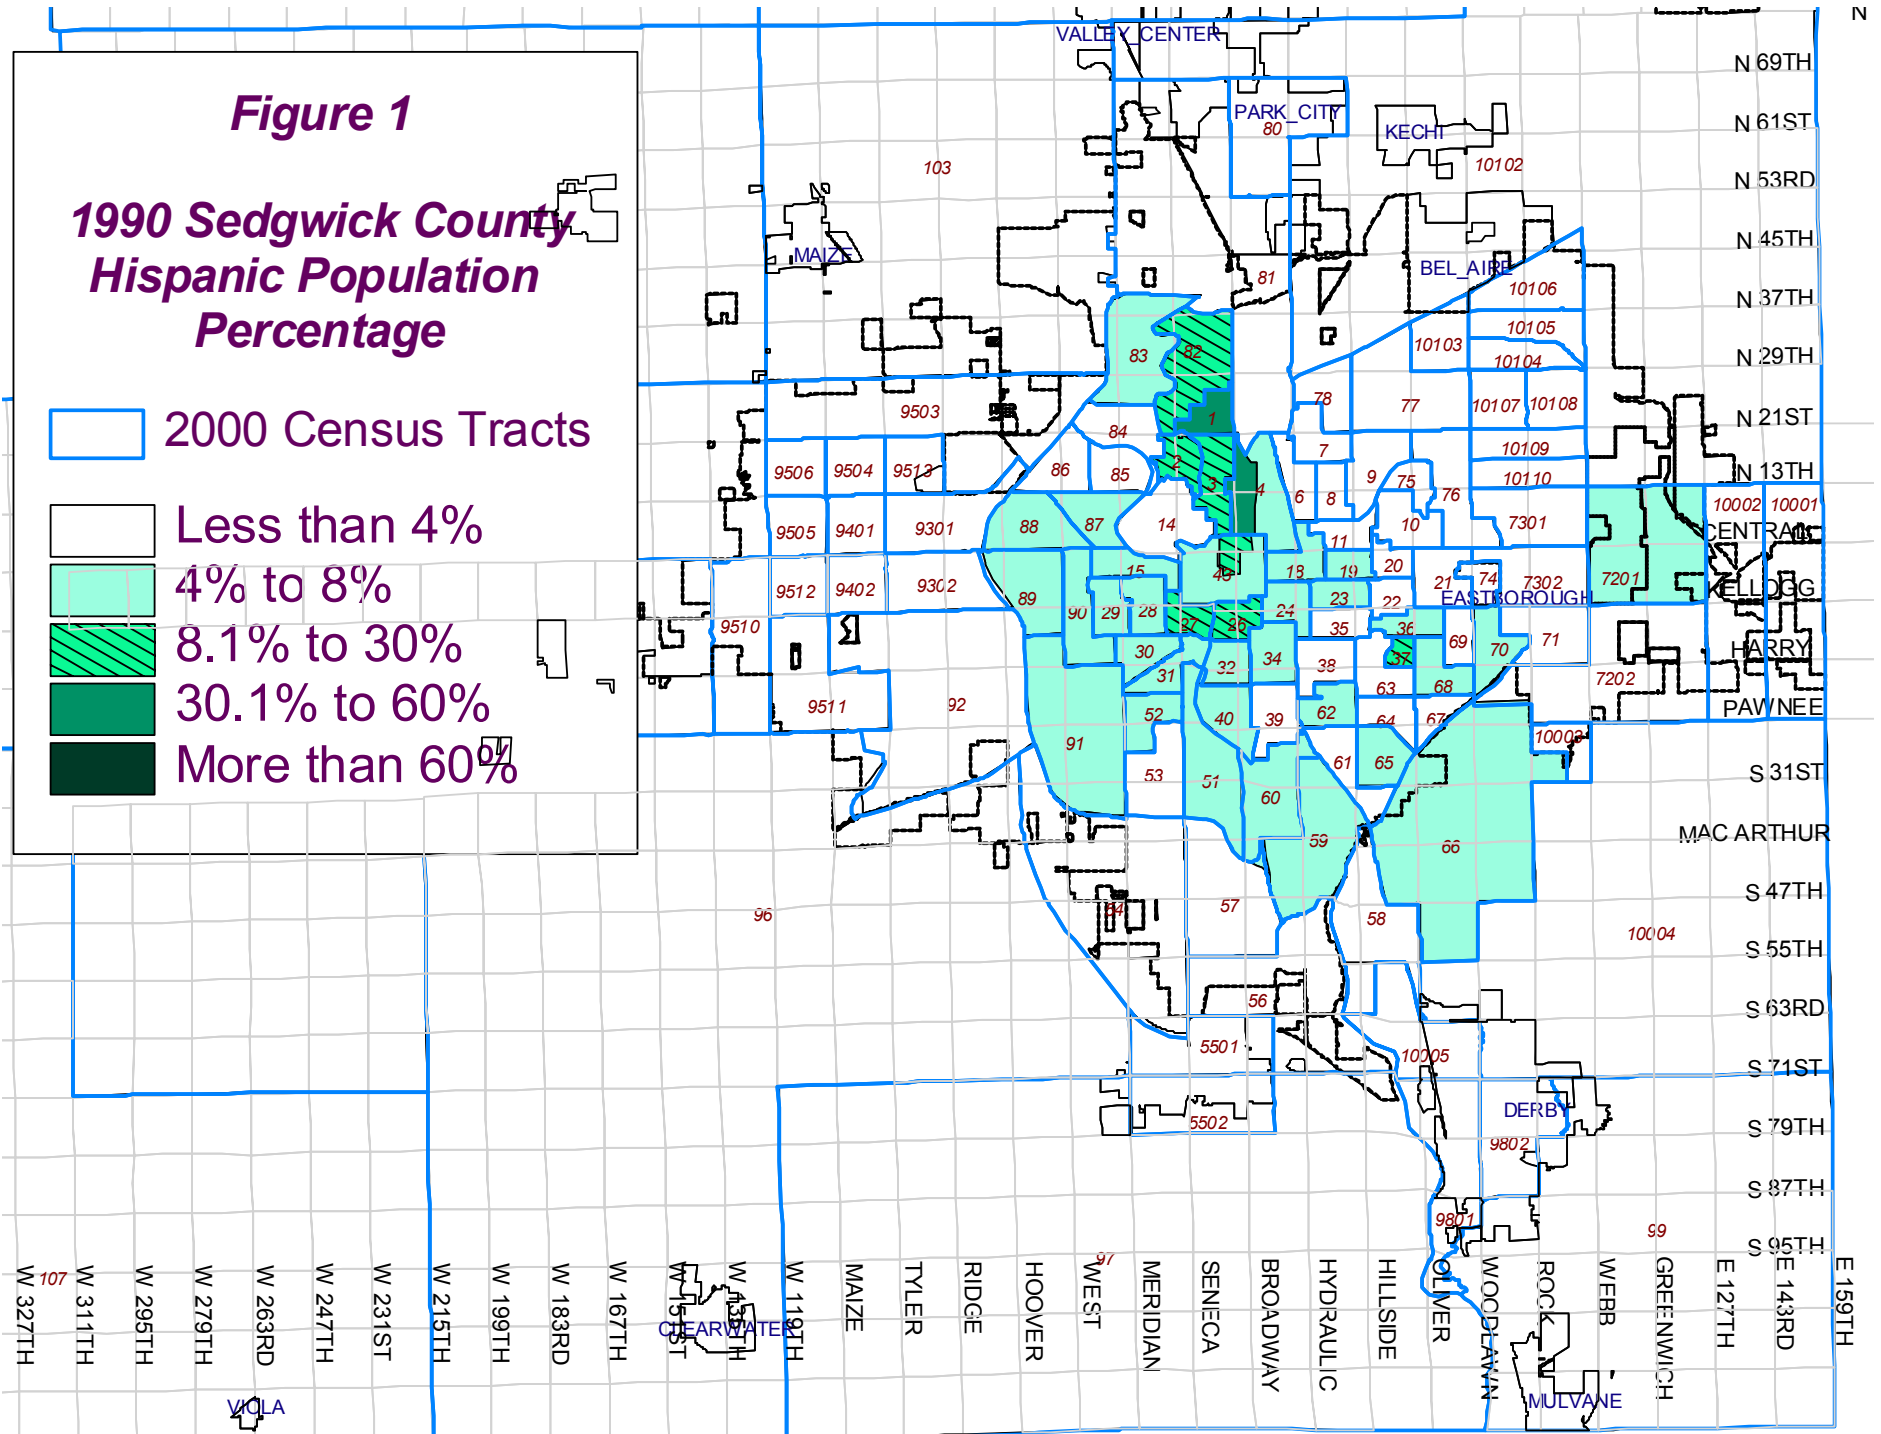 Figure 1
1990 Sedgwick County
Hispanic Population
Percentage
2000 Census Tracts
Less than 4%
4% to 8%
8.1% to 30%
30.1% to 60%
More than 60%
N
VALLEY_CENTER
N 69TH
PARK_CITY
80
KECHI
N 61ST
103
10102
N 53RD
MAIZE
N 45TH
81
BEL_AIRE
10106
N 37TH
10105
83
82
10103
10104
N 29TH
9503
84
1
78
77
10107
10108
N 21ST
7
10109
9506
9504
9513
86
85
2
3
4
6
8
9
75
76
10110
N 13TH
9505
9401
9301
88
87
14
11
10
7301
10002
10001
CENTRAL
9512
9402
9302
89
15
43
18
19
20
21
74
7302
7201
KELLOGG
EASTBOROUGH
9510
90
29
28
27
26
24
23
22
35
36
69
70
71
HARRY
30
31
32
34
38
37
63
68
7202
9511
92
52
40
39
62
64
67
PAWNEE
91
53
51
60
61
65
10003
S 31ST
59
66
MAC ARTHUR
96
54
57
58
10004
S 47TH
S 55TH
56
S 63RD
5501
10005
S 71ST
5502
DERBY
9802
S 79TH
S 87TH
9801
99
S 95TH
107
97
CLEARWATER
VIOLA
MULVANE
W 327TH
W 311TH
W 295TH
W 279TH
W 263RD
W 247TH
W 231ST
W 215TH
W 199TH
W 183RD
W 167TH
W 151ST
W 135TH
W 119TH
MAIZE
TYLER
RIDGE
HOOVER
WEST
MERIDIAN
SENECA
BROADWAY
HYDRAULIC
HILLSIDE
OLIVER
WOODLAWN
ROCK
WEBB
GREENWICH
E 127TH
E 143RD
E 159TH